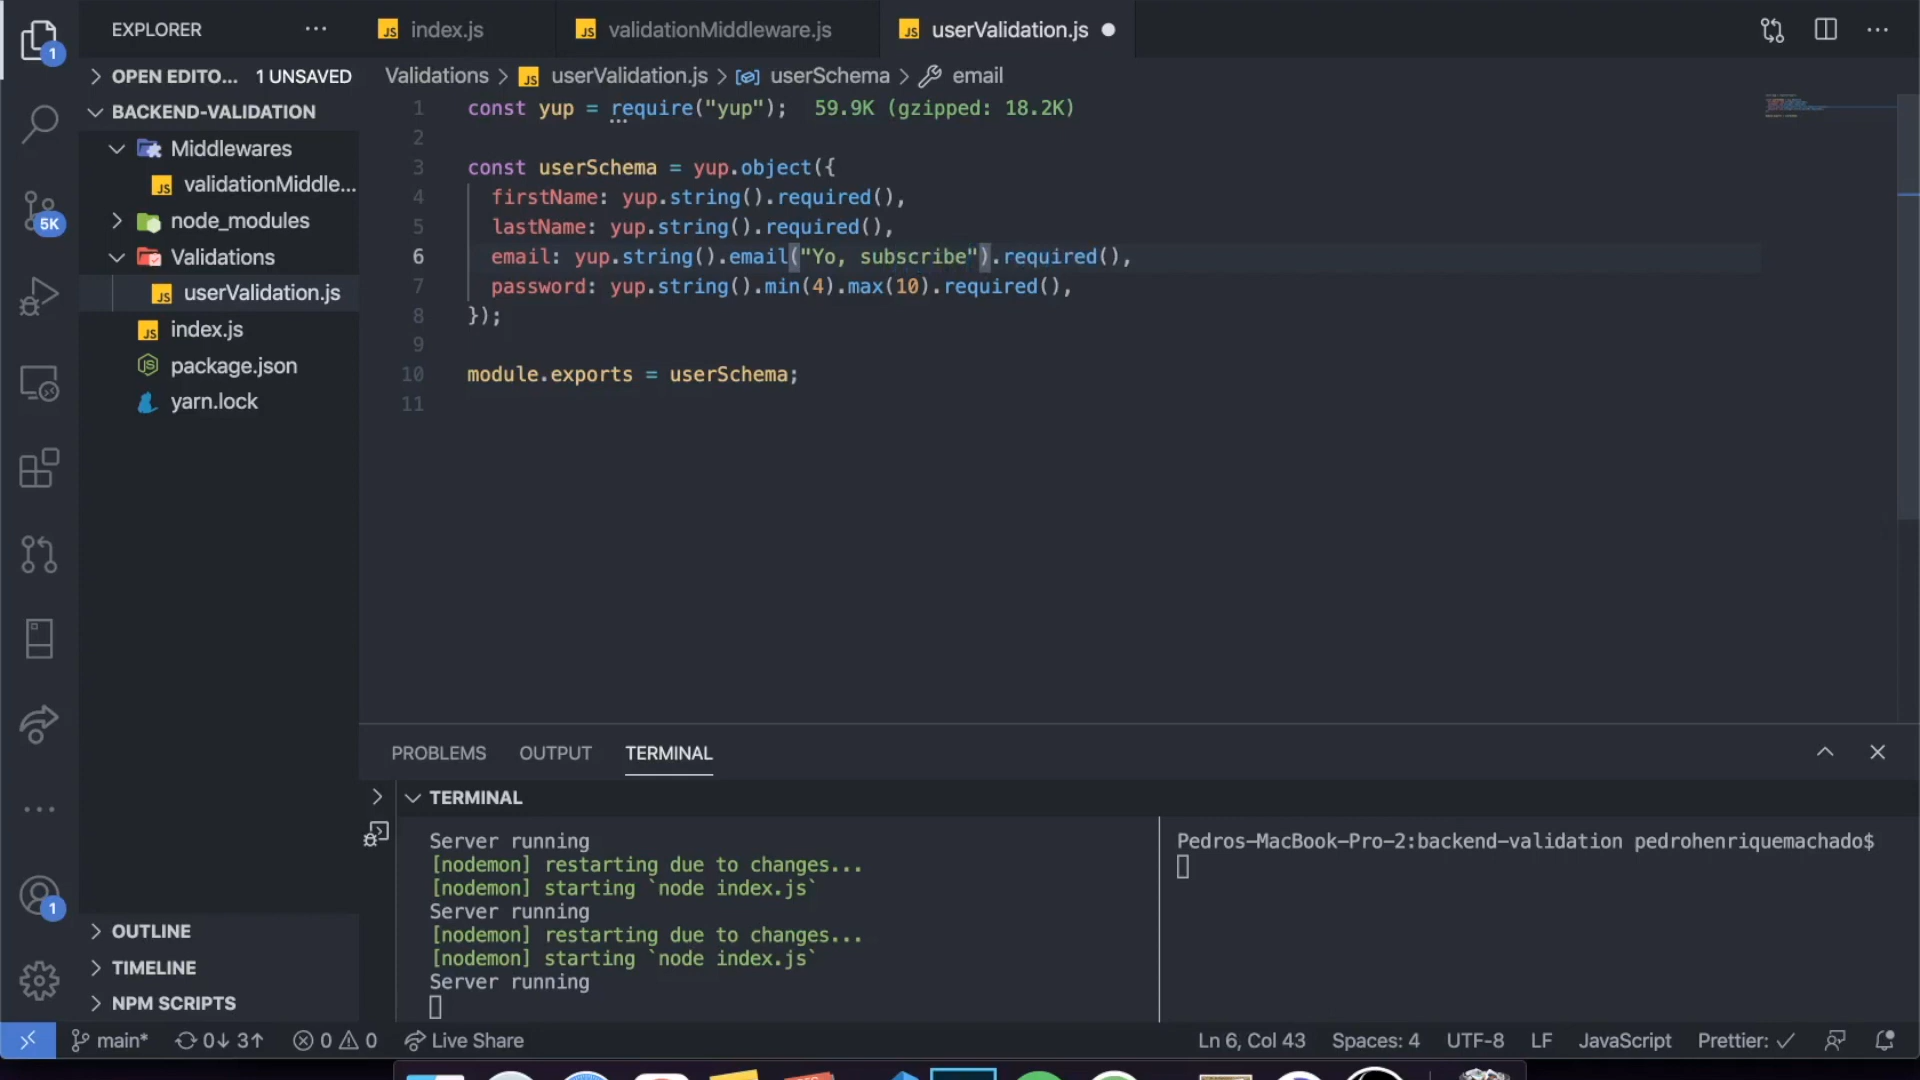 EXPLORER
index.js
validationMiddleware.js
userValidation.js
1
OPEN EDITO... 1 UNSAVED
Validations > userValidation.js > userSchema > email
BACKEND-VALIDATION
Middlewares
validationMiddle...
node_modules
Validations
userValidation.js
index.js
package.json
yarn.lock
5K
1
OUTLINE
TIMELINE
NPM SCRIPTS
1 const yup = require("yup"); 59.9K (gzipped: 18.2K)
2
3 const userSchema = yup.object({
4 firstName: yup.string().required(),
5 lastName: yup.string().required(),
6 email: yup.string().email("Yo, subscribe").required(),
7 password: yup.string().min(4).max(10).required(),
8 });
9
10 module.exports = userSchema;
11
PROBLEMS OUTPUT TERMINAL
TERMINAL
Server running
[nodemon] restarting due to changes...
[nodemon] starting `node index.js`
Server running
[nodemon] restarting due to changes...
[nodemon] starting `node index.js`
Server running
Pedros-MacBook-Pro-2:backend-validation pedrohenriquemachado$
main* 0↓ 3↑ 0 0 Live Share
Ln 6, Col 43 Spaces: 4 UTF-8 LF JavaScript Prettier: ✓